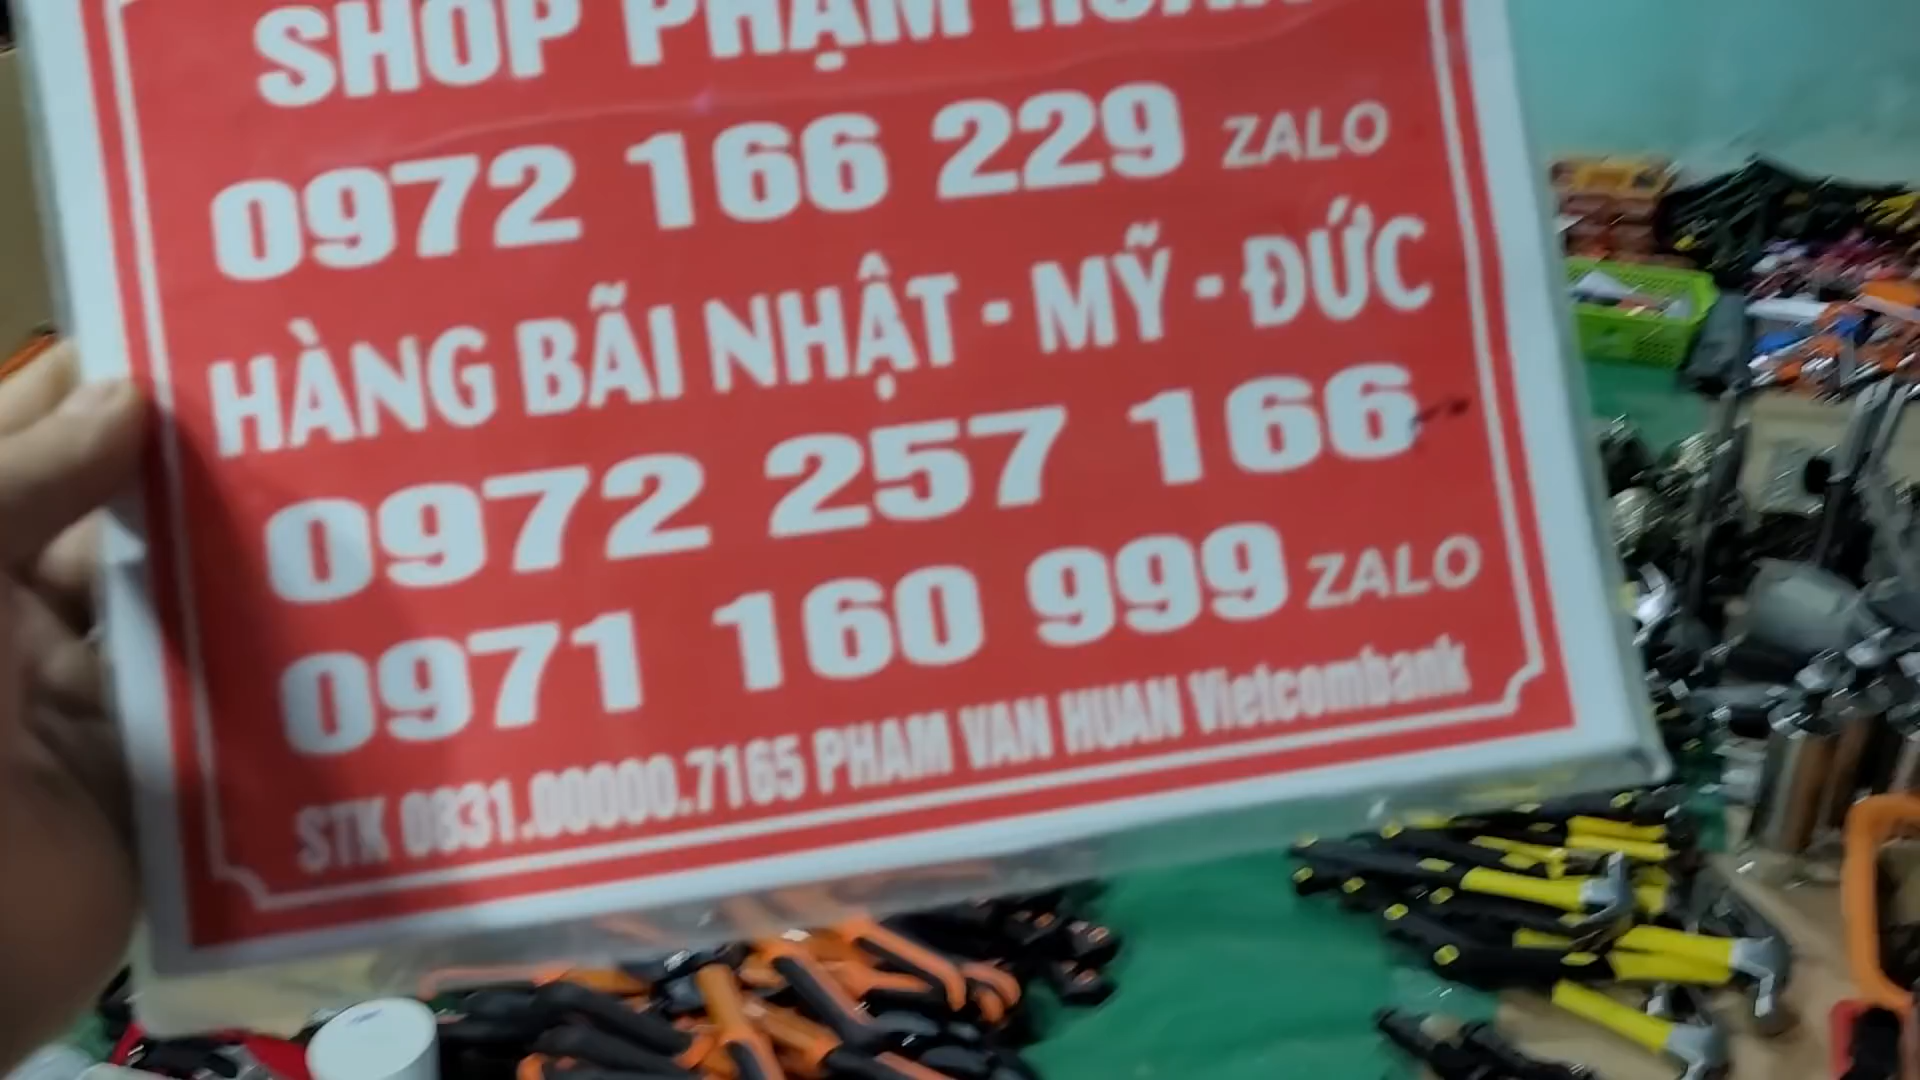 SHOP PHẠM HUÂN
0972 166 229 ZALO
HÀNG BÃI NHẬT - MỸ - ĐỨC
0972 257 166
0971 160 999 ZALO
STK 0831.00000.7165 PHAM VAN HUAN Vietcombank